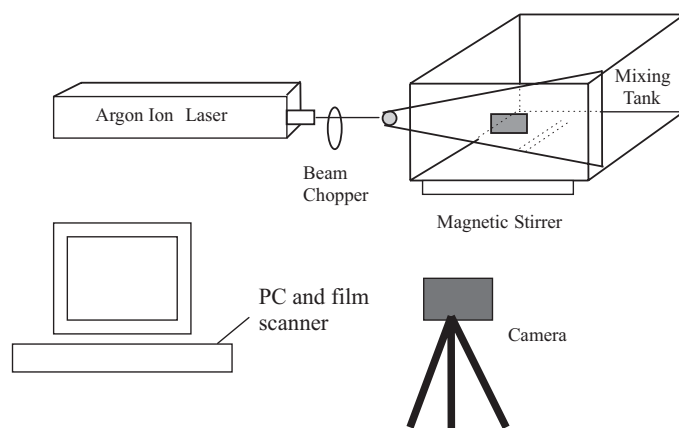 Mixing
Tank
Argon Ion Laser
Beam
Chopper
Magnetic Stirrer
PC and film
scanner
Camera